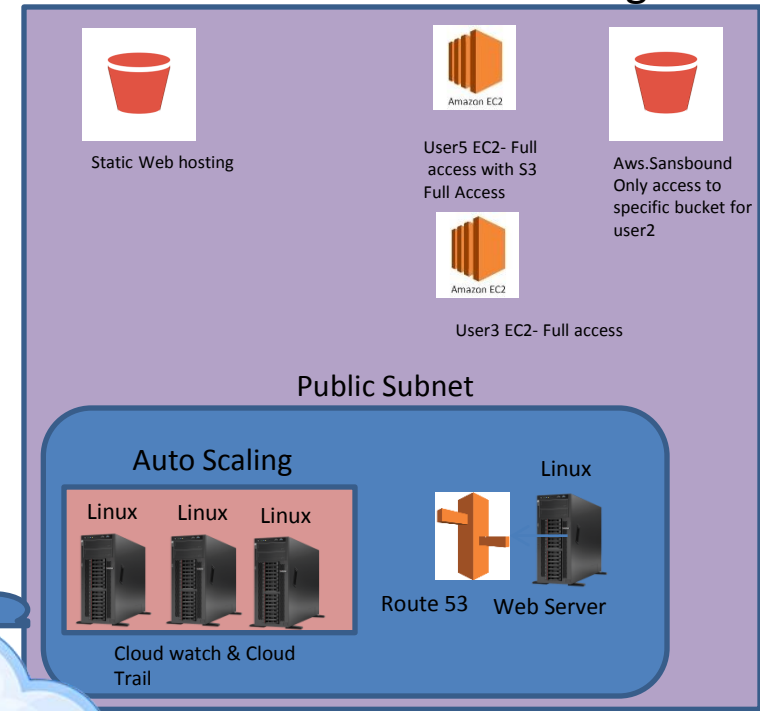 Amazon EC2
Static Web hosting
User5 EC2- Full
access with S3
Full Access
Aws.Sansbound
Only access to
specific bucket for
user2
Amazon EC2
User3 EC2- Full access
Public Subnet
Auto Scaling
Linux
Linux
Linux
Linux
Route 53
Web Server
Cloud watch & Cloud
Trail